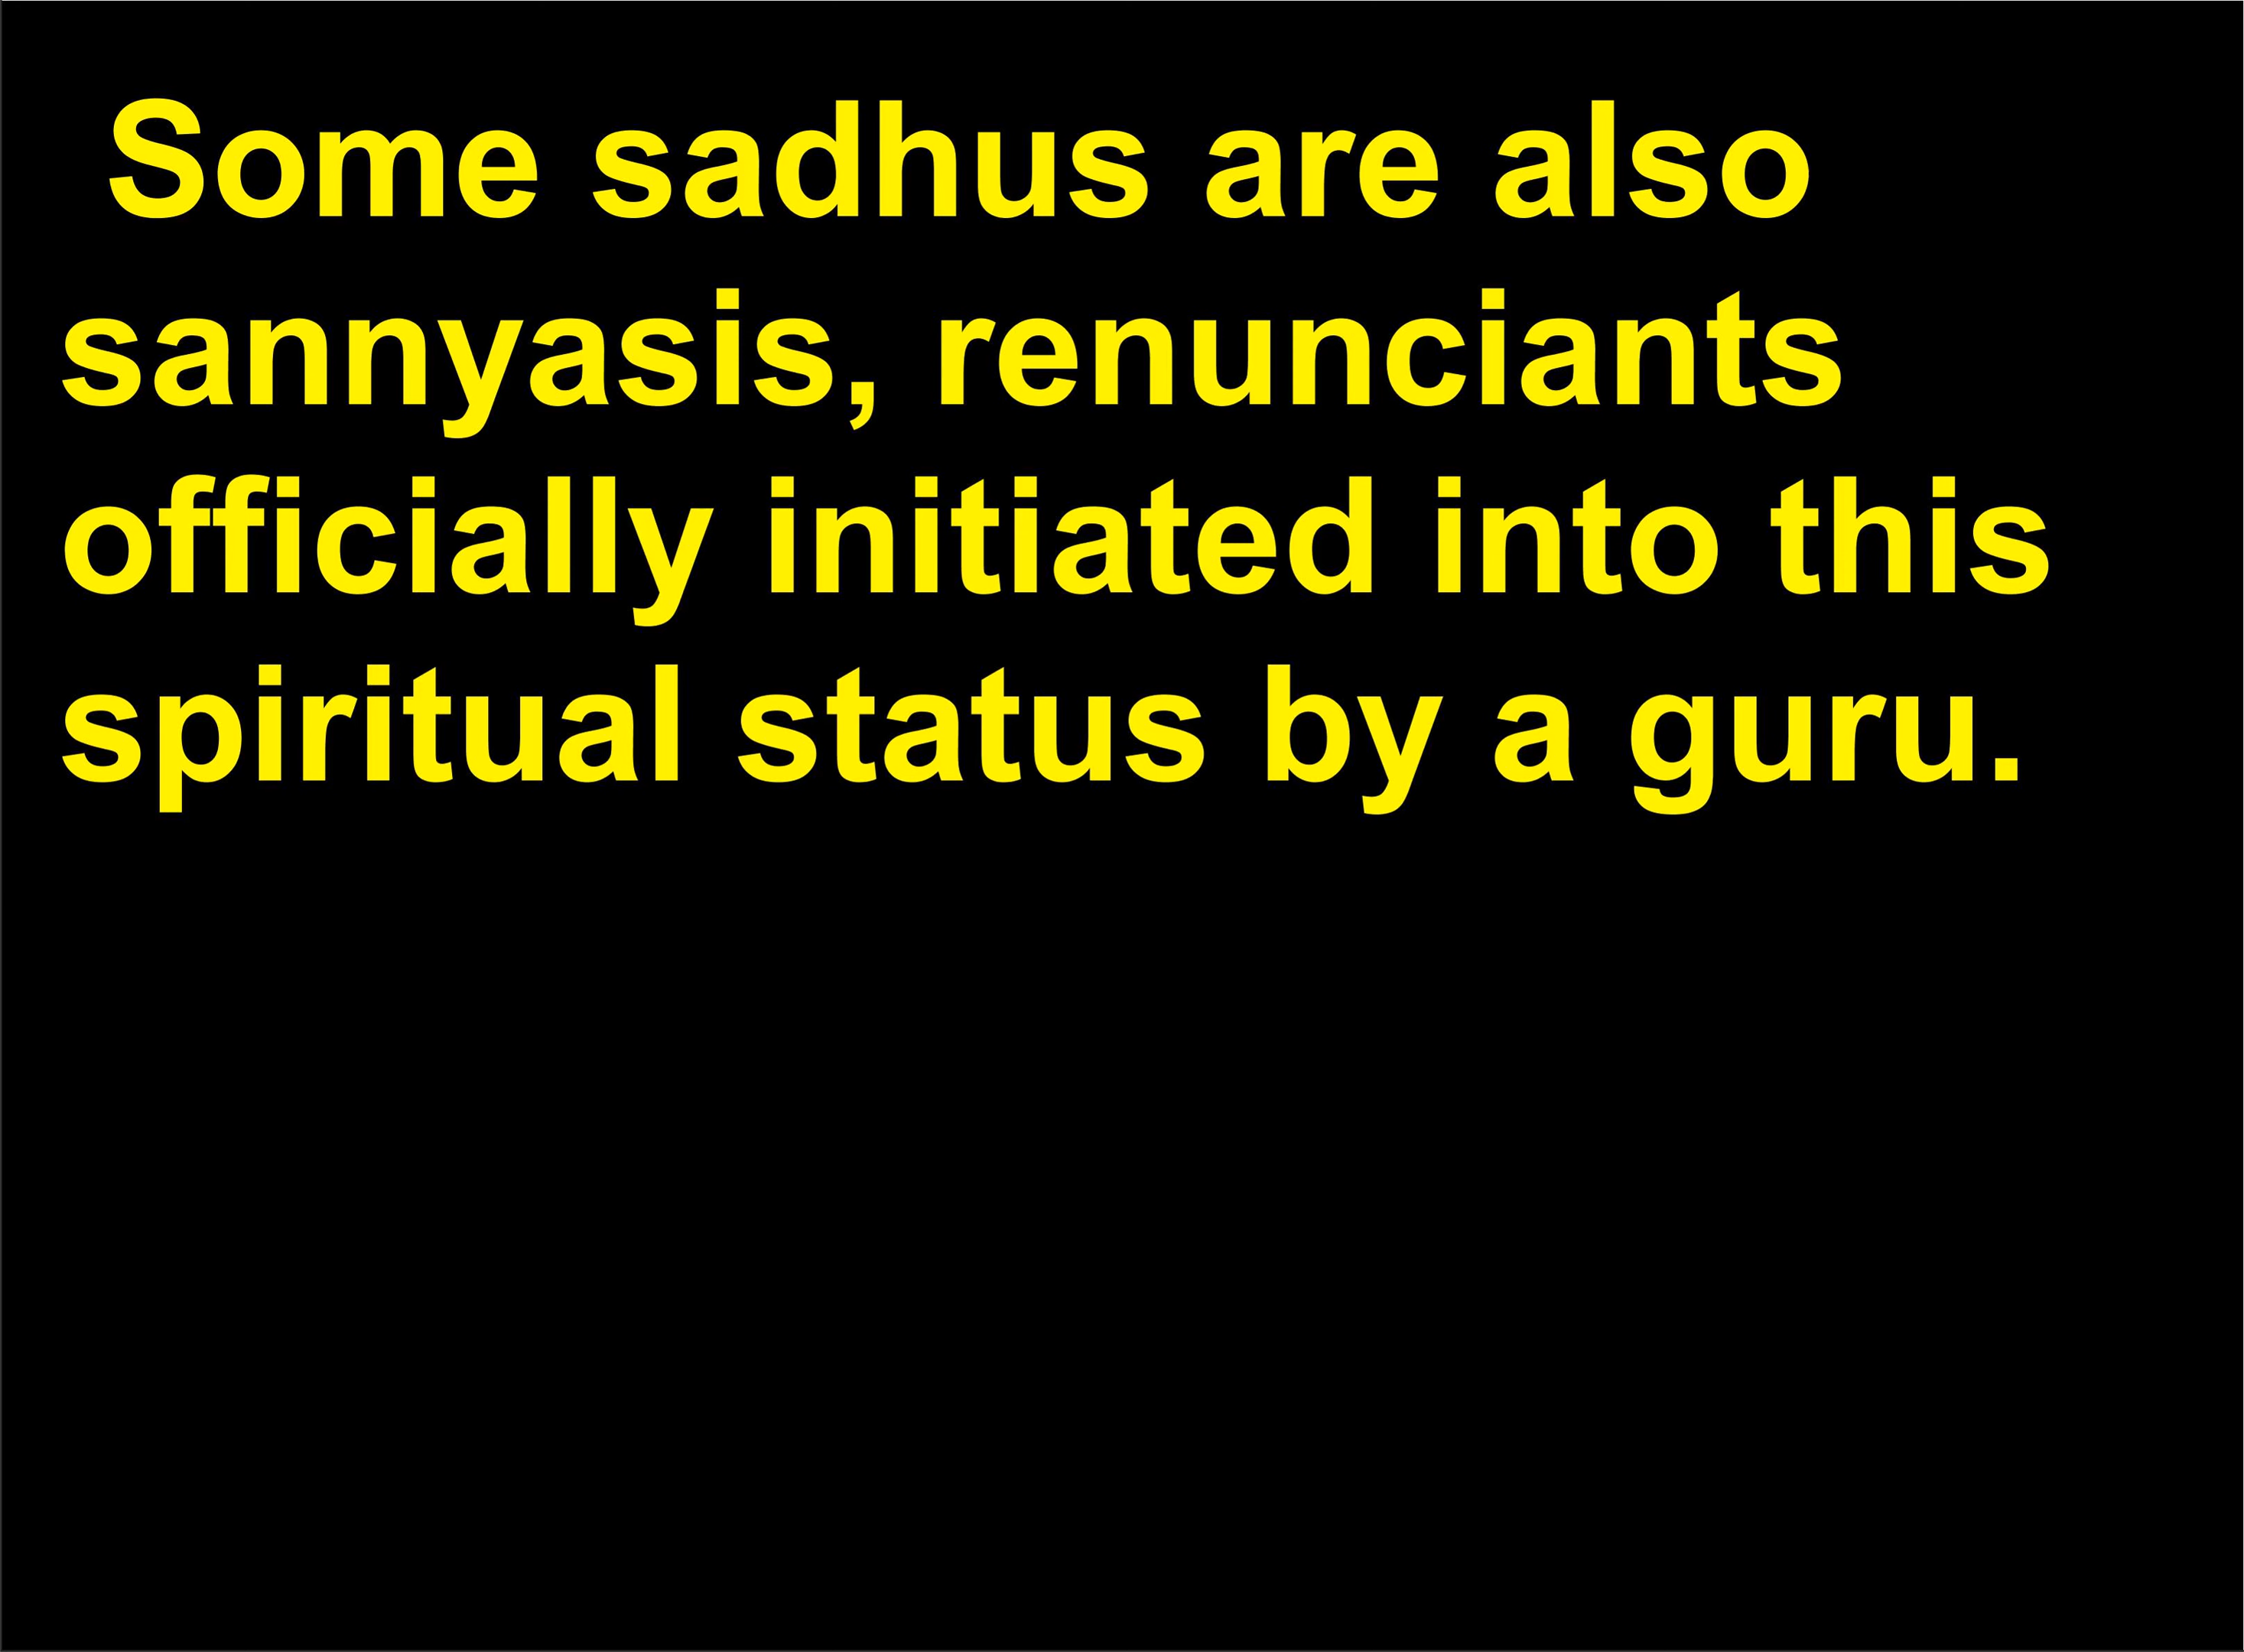 Some sadhus are also
sannyasis, renunciants
officially initiated into this
spiritual status by a guru.